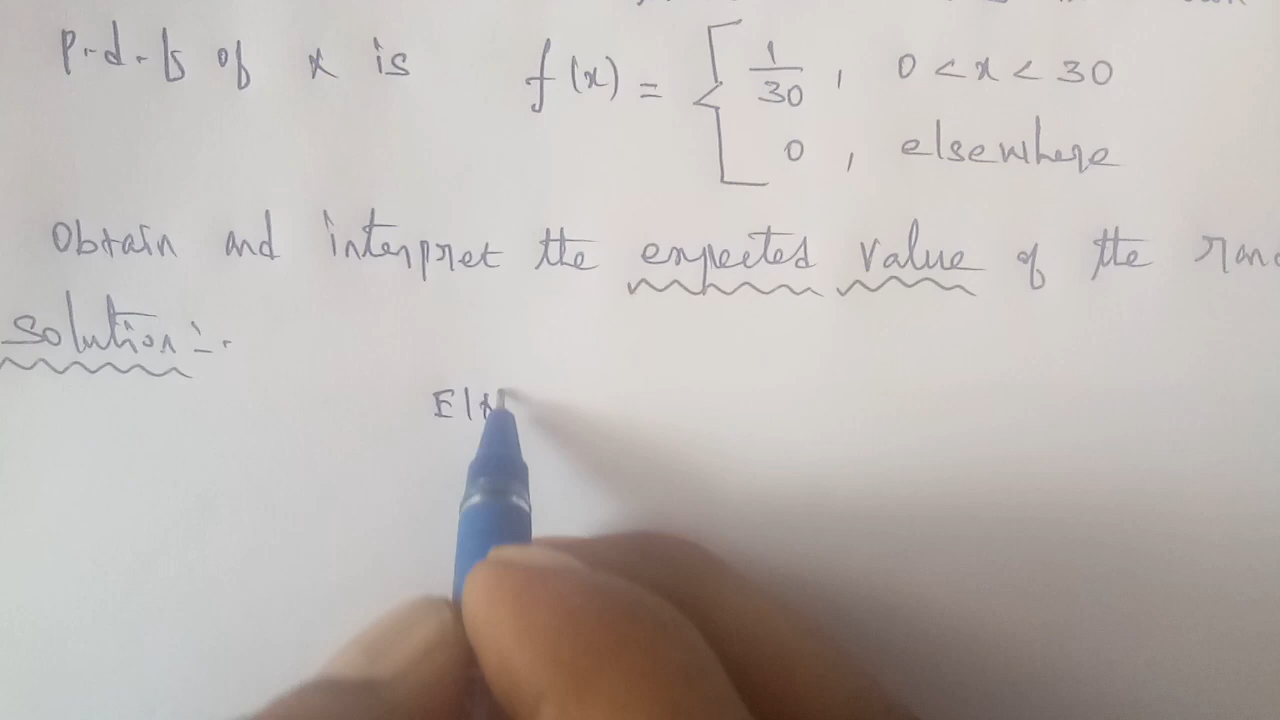 p.d.f of x is f(x) = { 1/30 , 0 < x < 30
0 , elsewhere
Obtain and interpret the expected value of the
Solution :-
E(x